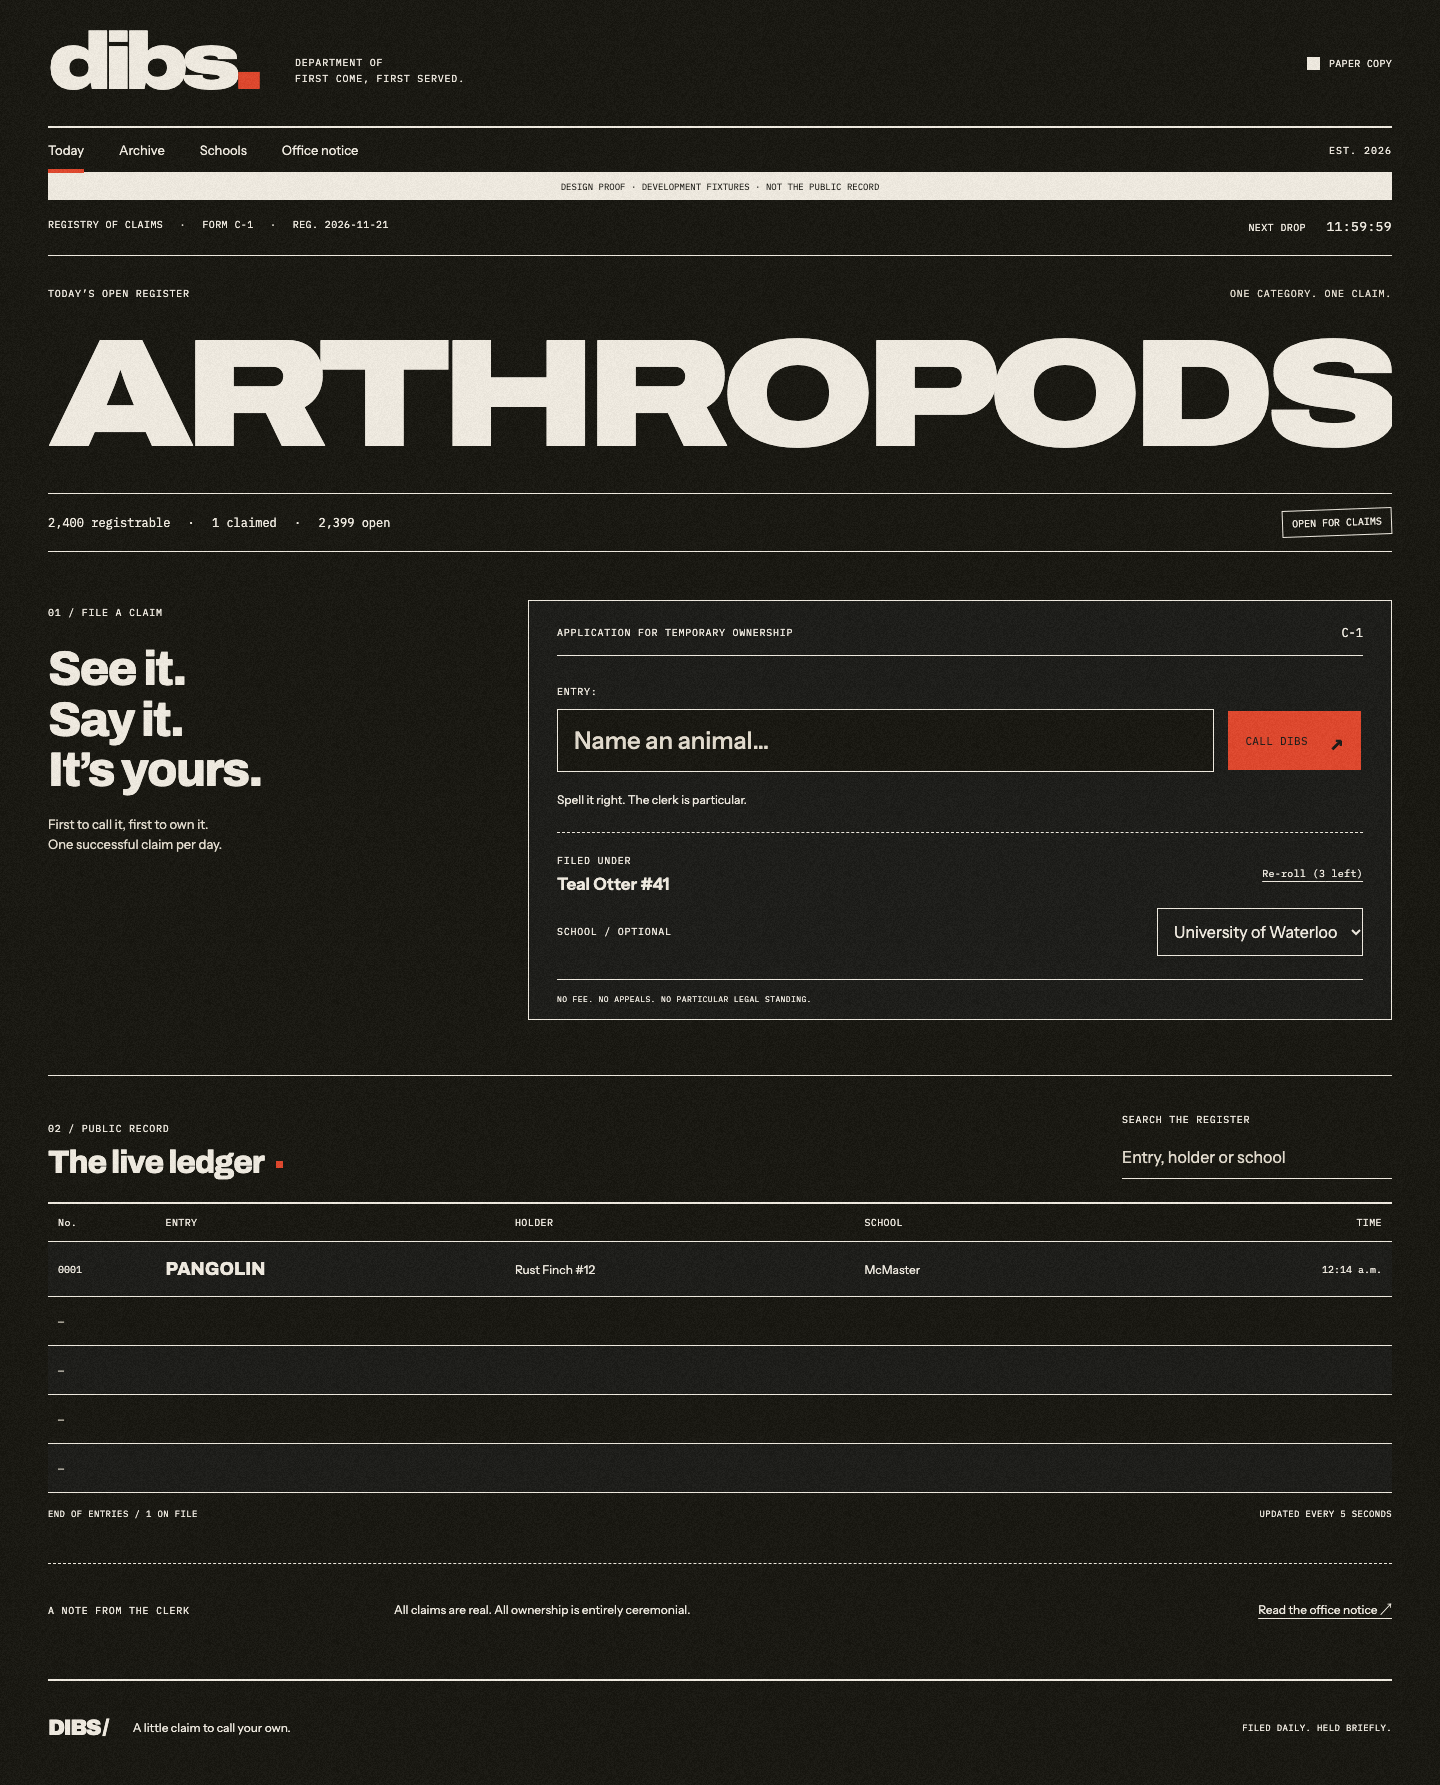 dibs.
DEPARTMENT OF
FIRST COME, FIRST SERVED.
PAPER COPY
Today Archive Schools Office notice
EST. 2026
DESIGN PROOF · DEVELOPMENT FIXTURES · NOT THE PUBLIC RECORD
REGISTRY OF CLAIMS · FORM C-1 · REG. 2026-11-21
NEXT DROP 11:59:59
TODAY’S OPEN REGISTER
ONE CATEGORY. ONE CLAIM.
ARTHROPODS
2,400 registrable · 1 claimed · 2,399 open
OPEN FOR CLAIMS
01 / FILE A CLAIM
See it.
Say it.
It’s yours.
First to call it, first to own it.
One successful claim per day.
APPLICATION FOR TEMPORARY OWNERSHIP
C-1
ENTRY:
Name an animal…
CALL DIBS ↗
Spell it right. The clerk is particular.
FILED UNDER
Teal Otter #41
Re-roll (3 left)
SCHOOL / OPTIONAL
University of Waterloo
NO FEE. NO APPEALS. NO PARTICULAR LEGAL STANDING.
02 / PUBLIC RECORD
The live ledger
SEARCH THE REGISTER
Entry, holder or school
No. ENTRY HOLDER SCHOOL TIME
0001 PANGOLIN Rust Finch #12 McMaster 12:14 a.m.
—
—
—
—
END OF ENTRIES / 1 ON FILE
UPDATED EVERY 5 SECONDS
A NOTE FROM THE CLERK
All claims are real. All ownership is entirely ceremonial.
Read the office notice ↗
DIBS/
A little claim to call your own.
FILED DAILY. HELD BRIEFLY.